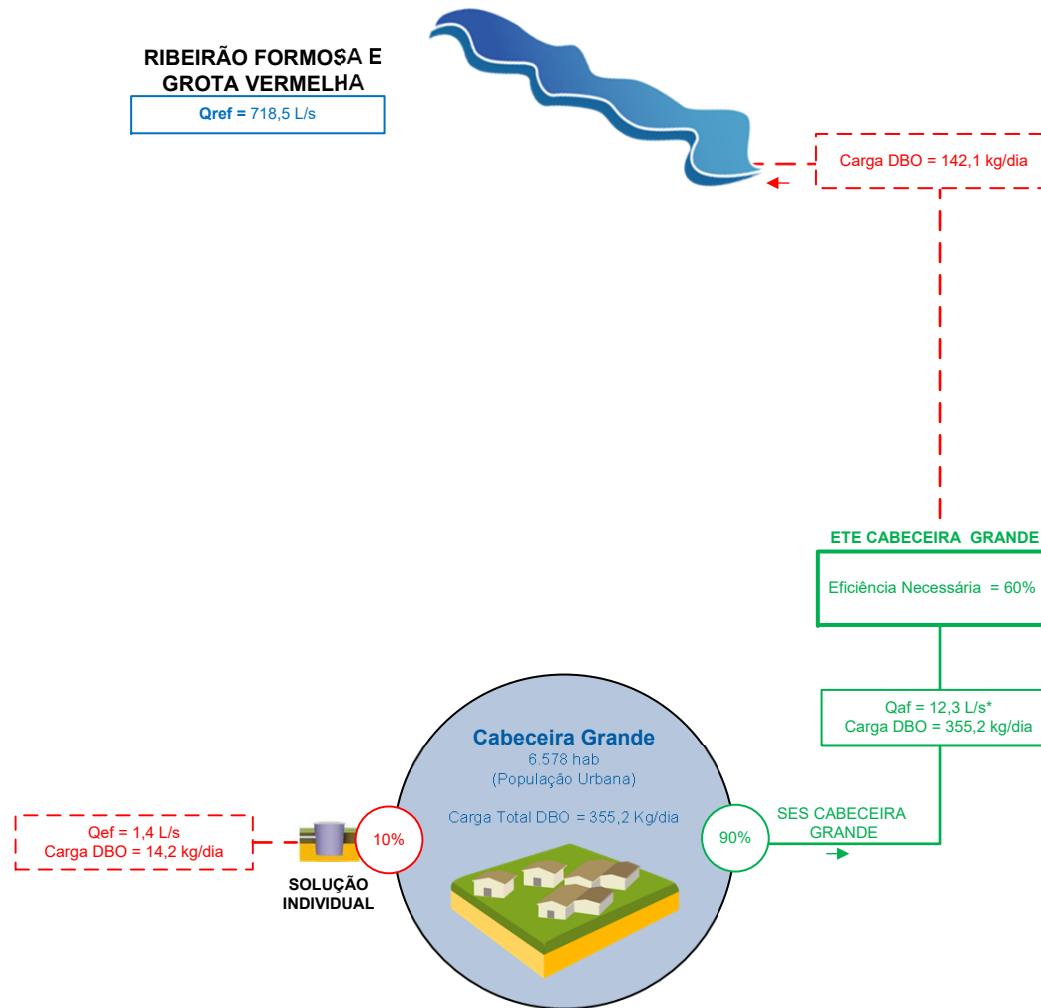 RIBEIRÃO FORMOSA E
GROTA VERMELHA
Qref = 718,5 L/s
Carga DBO = 142,1 kg/dia
ETE CABECEIRA GRANDE
Eficiência Necessária = 60%
Qaf = 12,3 L/s*
Carga DBO = 355,2 kg/dia
Cabeceira Grande
6.578 hab
(População Urbana)
Carga Total DBO = 355,2 Kg/dia
Qef = 1,4 L/s
Carga DBO = 14,2 kg/dia
10%
90%
SES CABECEIRA
GRANDE
SOLUÇÃO
INDIVIDUAL